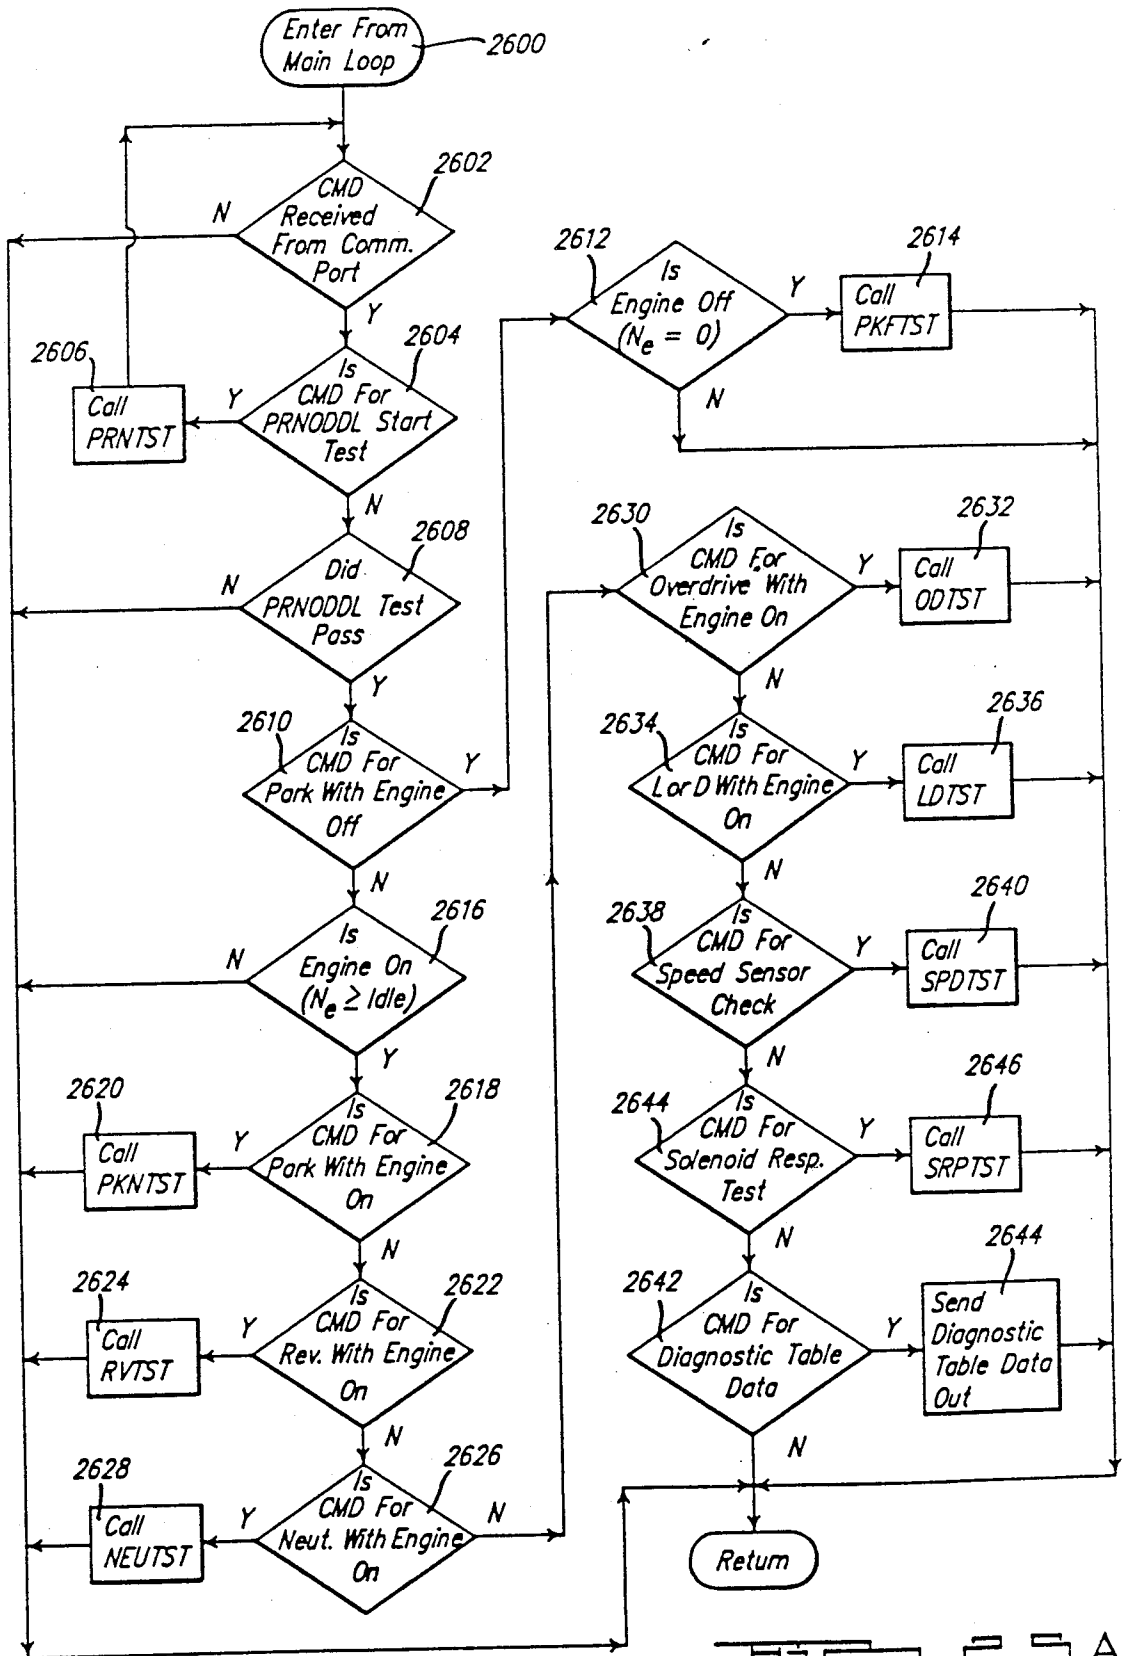 Enter From
Main Loop
2600
2602
CMD
Received
From Comm.
Port
N
Y
2604
Is
CMD For
PRNODDL Start
Test
Y
N
2606
Call
PRNTST
2608
Did
PRNODDL Test
Pass
N
Y
2610
Is
CMD For
Park With Engine
Off
Y
N
2612
Is
Engine Off
(Ne = 0)
Y
N
2614
Call
PKFTST
2616
Is
Engine On
(Ne ≥ Idle)
N
Y
2618
Is
CMD For
Park With Engine
On
Y
N
2620
Call
PKNTST
2622
Is
CMD For
Rev. With Engine
On
Y
N
2624
Call
RVTST
2626
Is
CMD For
Neut. With Engine
On
Y
N
2628
Call
NEUTST
2630
Is
CMD For
Overdrive With
Engine On
Y
N
2632
Call
ODTST
2634
Is
CMD For
L or D With Engine
On
Y
N
2636
Call
LDTST
2638
Is
CMD For
Speed Sensor
Check
Y
N
2640
Call
SPDTST
2644
Is
CMD For
Solenoid Resp.
Test
Y
N
2646
Call
SRPTST
2642
Is
CMD For
Diagnostic Table
Data
Y
N
2644
Send
Diagnostic
Table Data
Out
Return